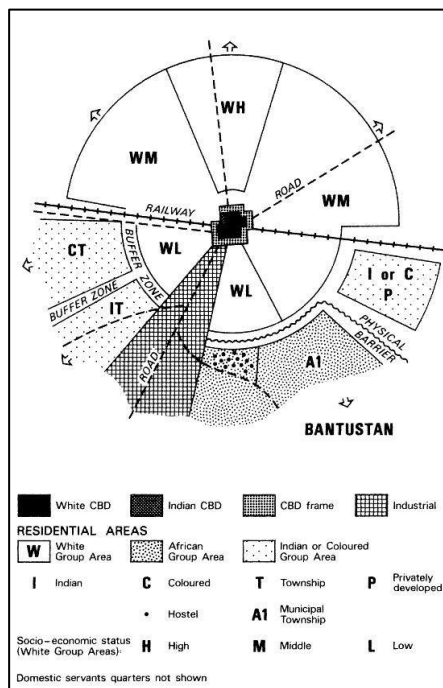 WH
WM
WM
ROAD
RAILWAY
CT
BUFFER ZONE
WL
WL
I or C
P
BUFFER ZONE
IT
ROAD
PHYSICAL BARRIER
A1
BANTUSTAN
White CBD
Indian CBD
CBD frame
Industrial
RESIDENTIAL AREAS
W White Group Area
African Group Area
Indian or Coloured Group Area
I Indian
C Coloured
T Township
P Privately developed
• Hostel
A1 Municipal Township
Socio-economic status (White Group Areas):
H High
M Middle
L Low
Domestic servants quarters not shown